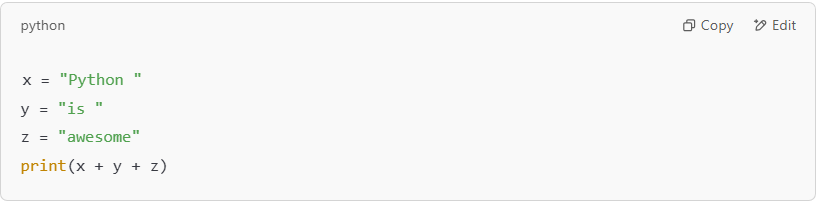 python Copy Edit
x = "Python "
y = "is "
z = "awesome"
print(x + y + z)